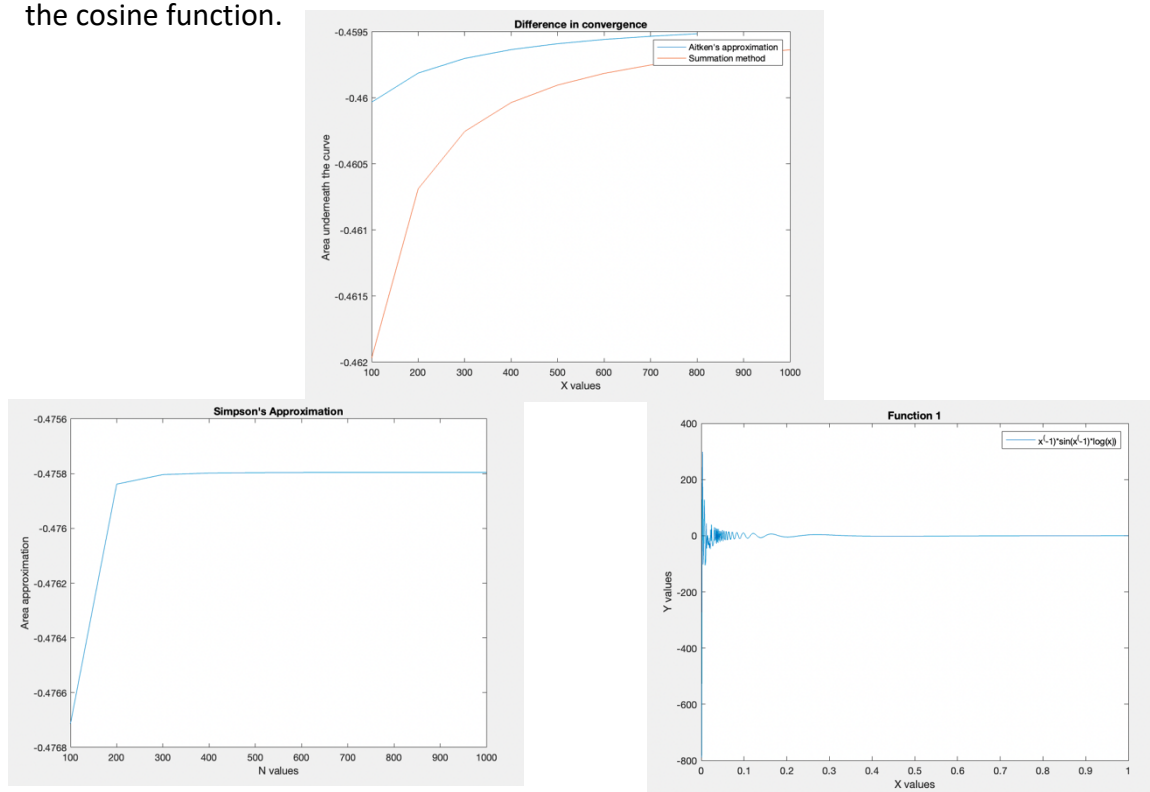 the cosine function.
Difference in convergence
Aitken's approximation
Summation method
-0.4595
-0.46
-0.4605
-0.461
-0.4615
-0.462
Area underneath the curve
100 200 300 400 500 600 700 800 900 1000
X values
Simpson's Approximation
-0.4756
-0.4758
-0.476
-0.4762
-0.4764
-0.4766
-0.4768
Area approximation
100 200 300 400 500 600 700 800 900 1000
N values
Function 1
x(-1)*sin(x(-1)*log(x))
400
200
0
-200
-400
-600
-800
Y values
0 0.1 0.2 0.3 0.4 0.5 0.6 0.7 0.8 0.9 1
X values